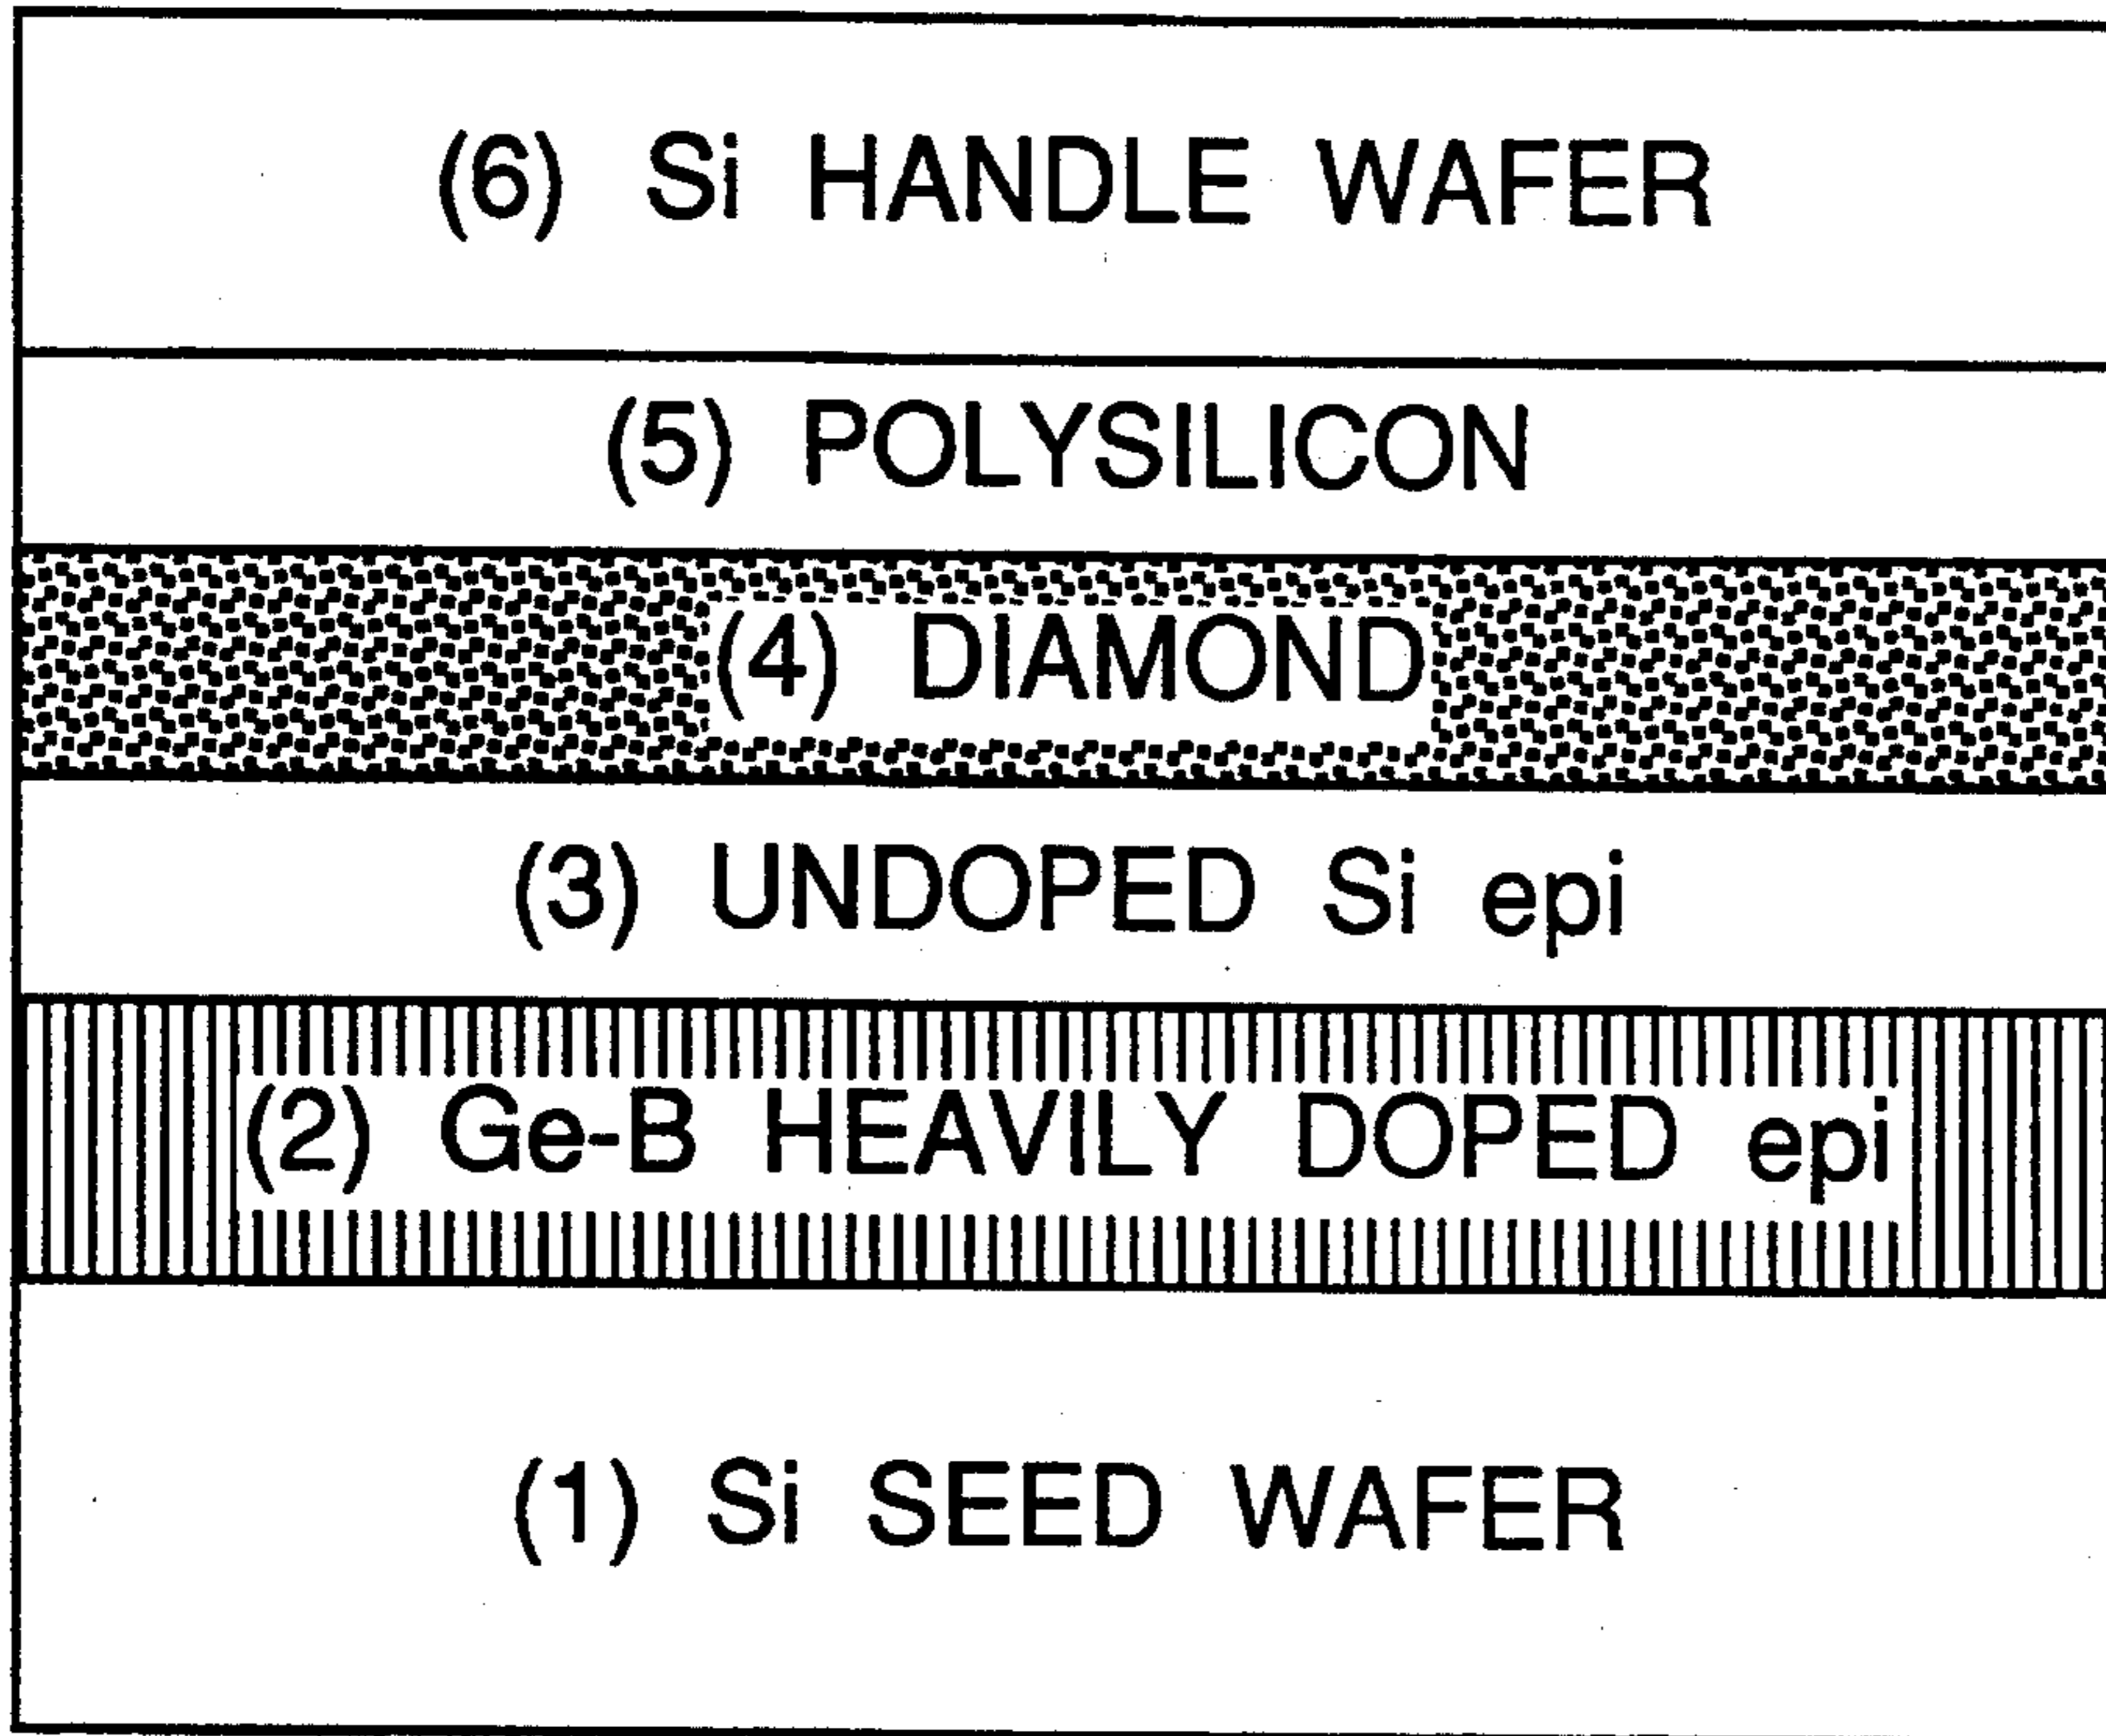 (6) Si HANDLE WAFER
(5) POLYSILICON
(4) DIAMOND
(3) UNDOPED Si epi
(2) Ge-B HEAVILY DOPED epi
(1) Si SEED WAFER